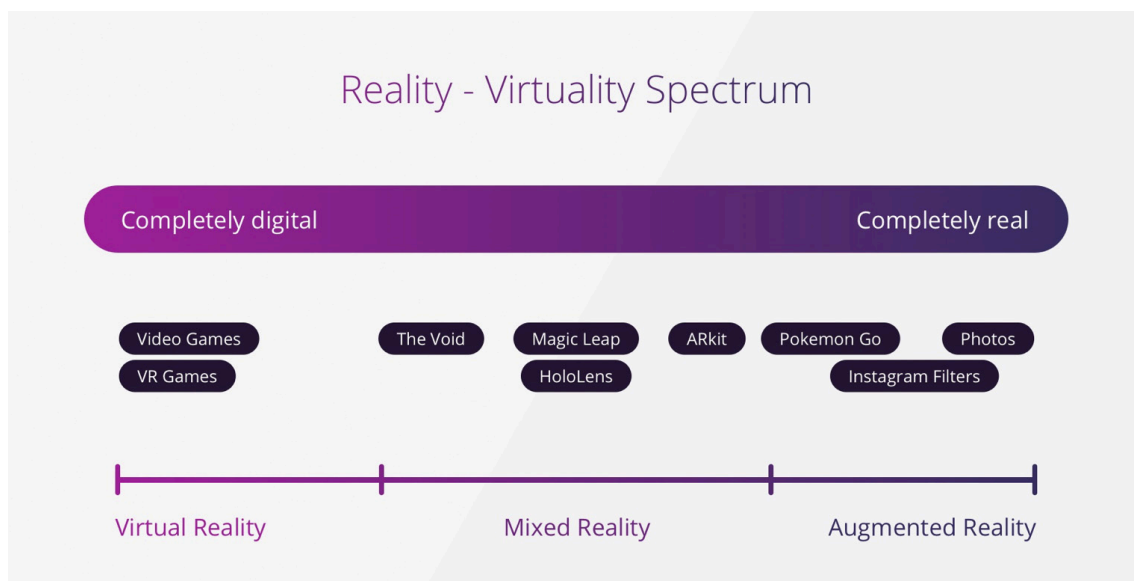 Reality - Virtuality Spectrum
Completely digital
Completely real
Video Games
The Void
Magic Leap
ARkit
Pokemon Go
Photos
VR Games
HoloLens
Instagram Filters
Virtual Reality
Mixed Reality
Augmented Reality